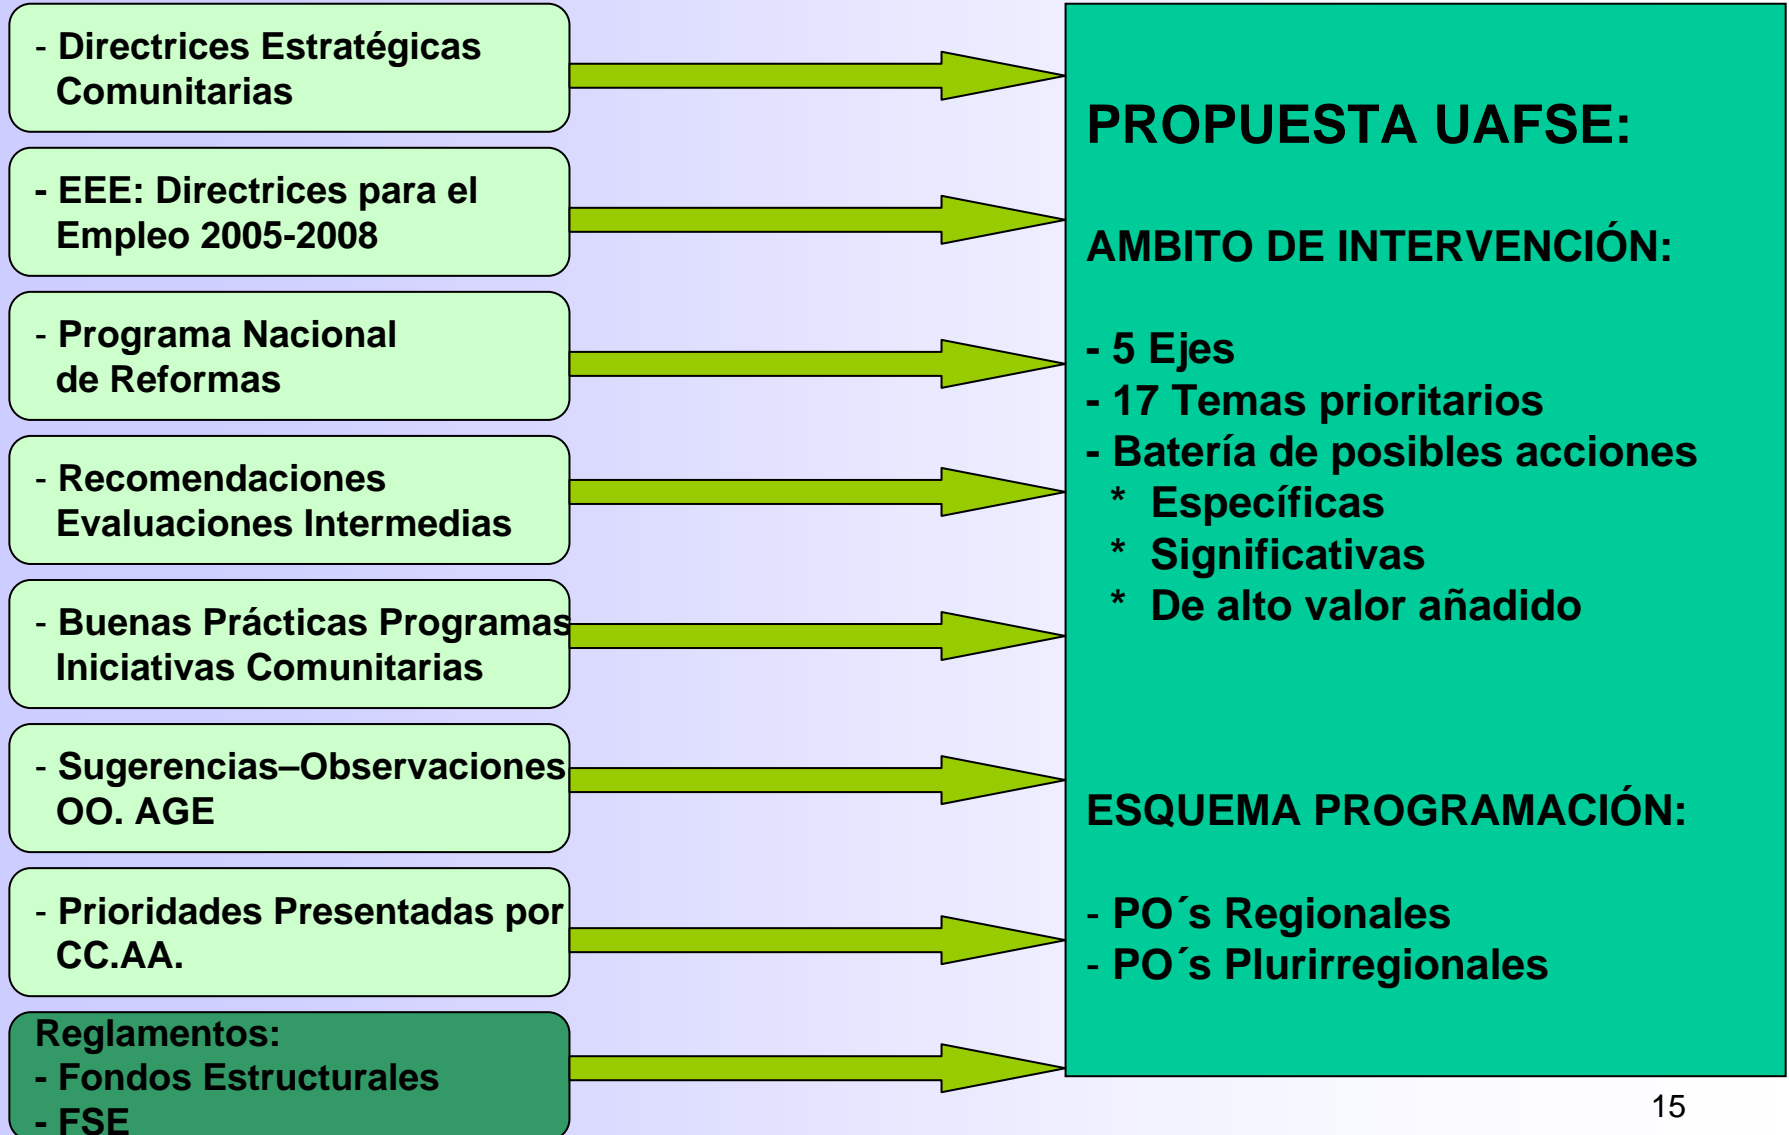 - Directrices Estratégicas
Comunitarias
- EEE: Directrices para el
Empleo 2005-2008
- Programa Nacional
de Reformas
- Recomendaciones
Evaluaciones Intermedias
- Buenas Prácticas Programas
Iniciativas Comunitarias
- Sugerencias–Observaciones
OO. AGE
- Prioridades Presentadas por
CC.AA.
Reglamentos:
- Fondos Estructurales
- FSE
PROPUESTA UAFSE:
AMBITO DE INTERVENCIÓN:
- 5 Ejes
- 17 Temas prioritarios
- Batería de posibles acciones
* Específicas
* Significativas
* De alto valor añadido
ESQUEMA PROGRAMACIÓN:
- PO´s Regionales
- PO´s Plurirregionales
15